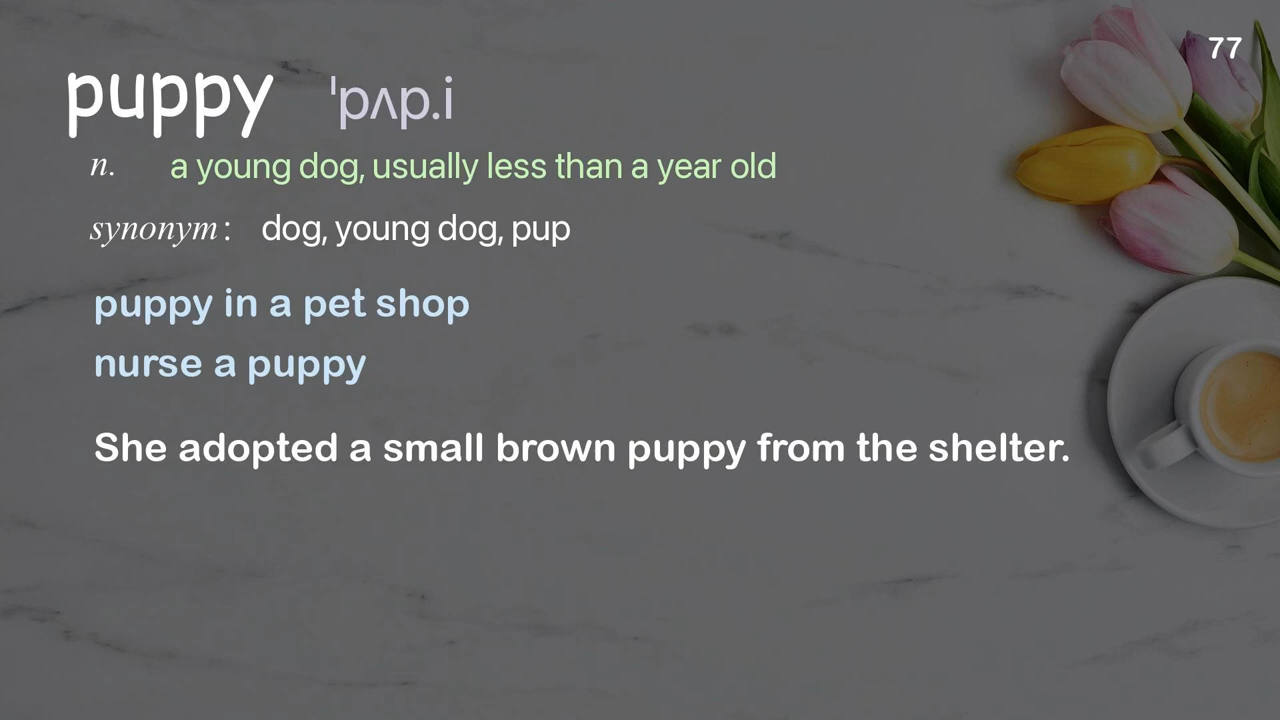 77
puppy ˈpʌp.i
n. a young dog, usually less than a year old
synonym: dog, young dog, pup
puppy in a pet shop
nurse a puppy
She adopted a small brown puppy from the shelter.